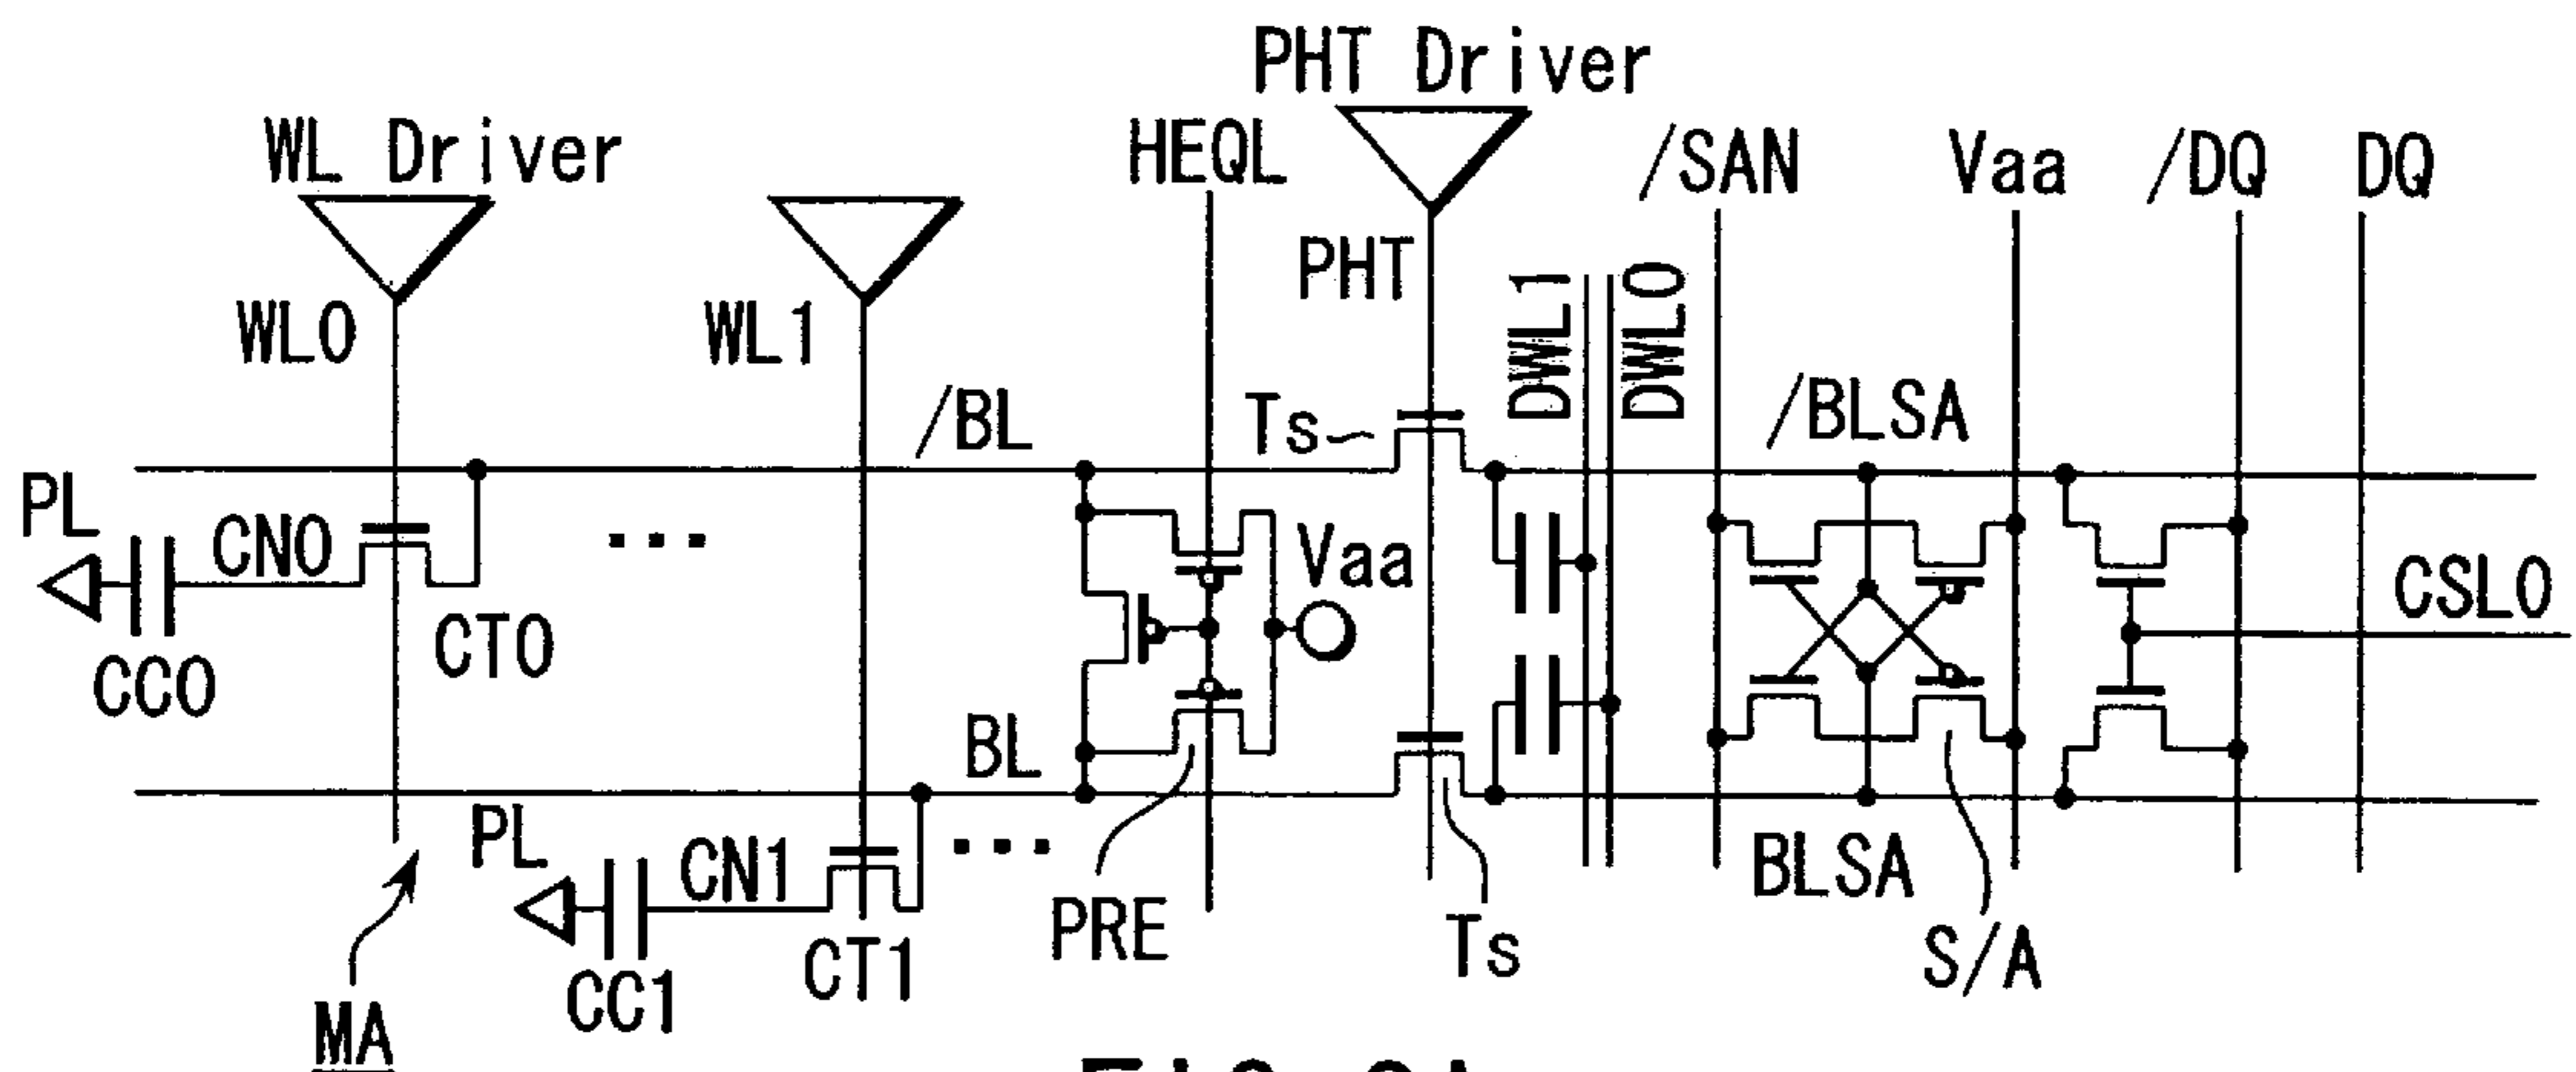 PHT Driver
WL Driver
HEQL
/SAN
Vaa
/DQ
DQ
PHT
WL0
WL1
DWL1
DWL0
/BL
Ts
/BLSA
PL
CN0
...
Vaa
CSL0
CT0
CC0
BL
PL
CN1
...
BLSA
PRE
Ts
S/A
CT1
CC1
MA